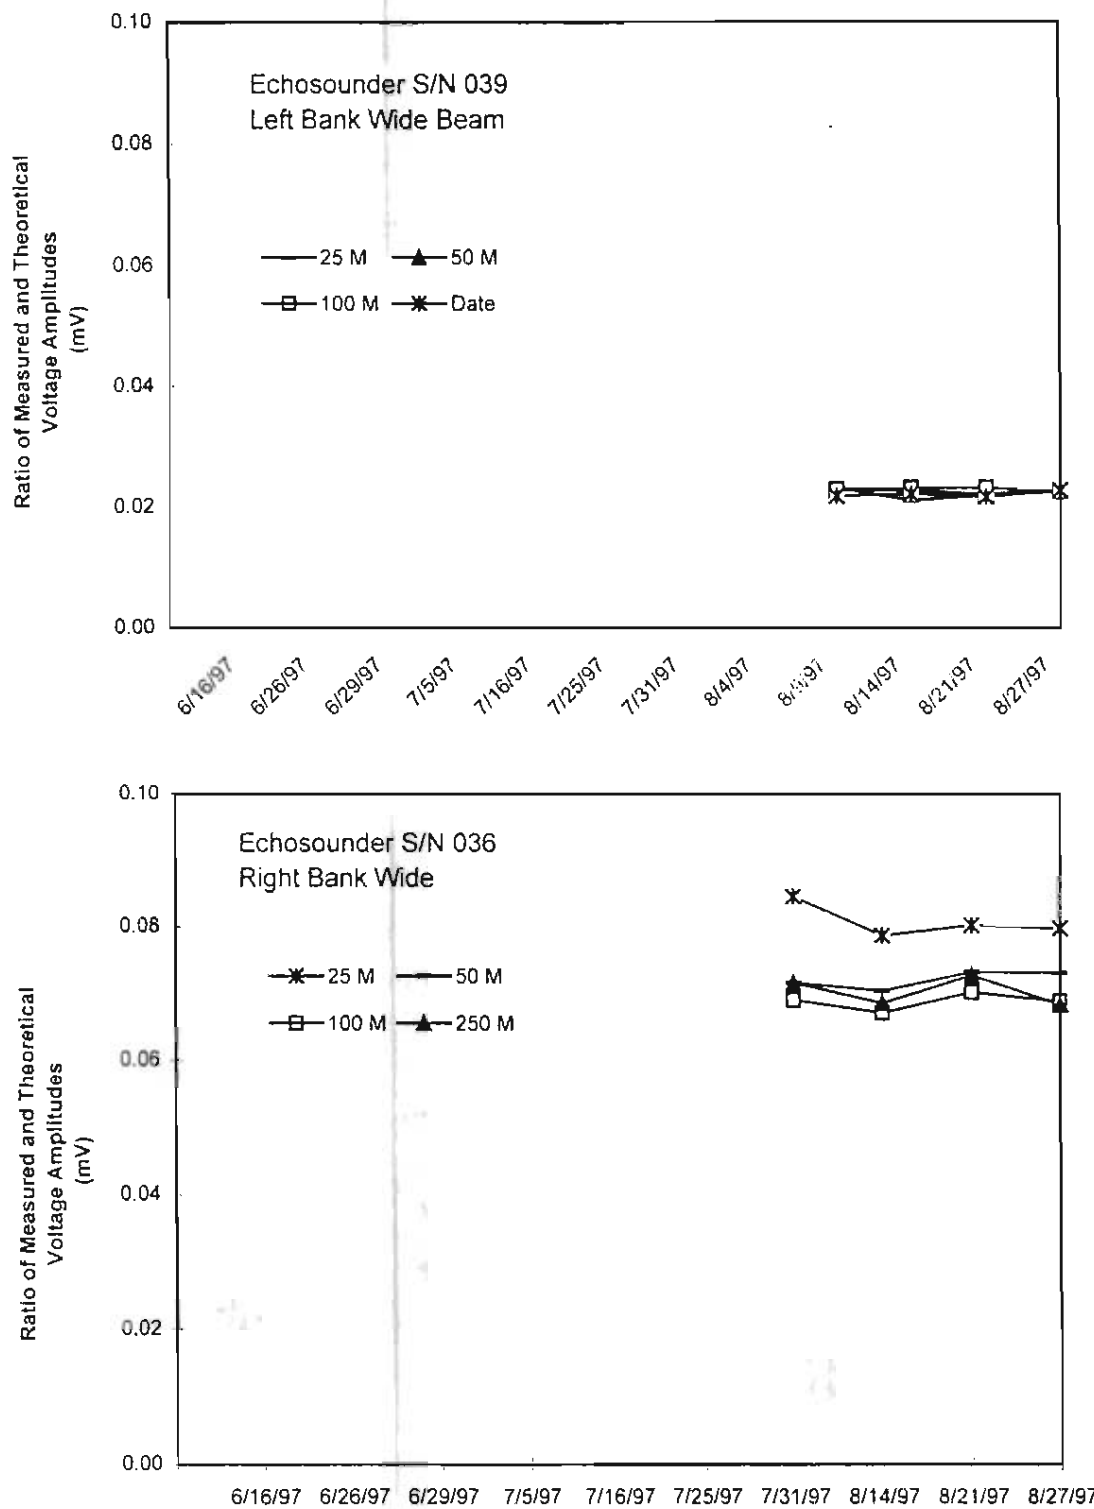 0.10
Echosounder S/N 039
Left Bank Wide Beam
0.08
0.06
25 M 50 M
100 M Date
0.04
0.02
0.00
Ratio of Measured and Theoretical
Voltage Amplitudes
(mV)
6/16/97 6/26/97 6/29/97 7/5/97 7/16/97 7/25/97 7/31/97 8/4/97 8/14/97 8/21/97 8/27/97
0.10
Echosounder S/N 036
Right Bank Wide
0.08
25 M 50 M
100 M 250 M
0.06
0.04
0.02
0.00
Ratio of Measured and Theoretical
Voltage Amplitudes
(mV)
6/16/97 6/26/97 6/29/97 7/5/97 7/16/97 7/25/97 7/31/97 8/14/97 8/21/97 8/27/97